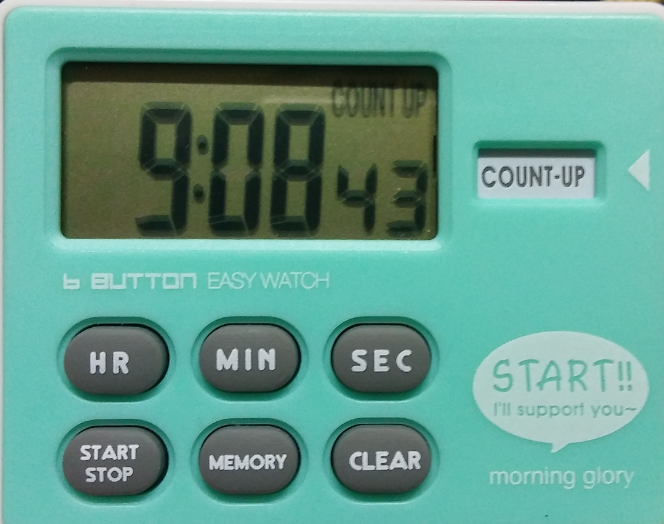 COUNT UP
9:08 43
COUNT-UP
6 BUTTON EASY WATCH
HR MIN SEC
START STOP MEMORY CLEAR
START!!
I'll support you~
morning glory